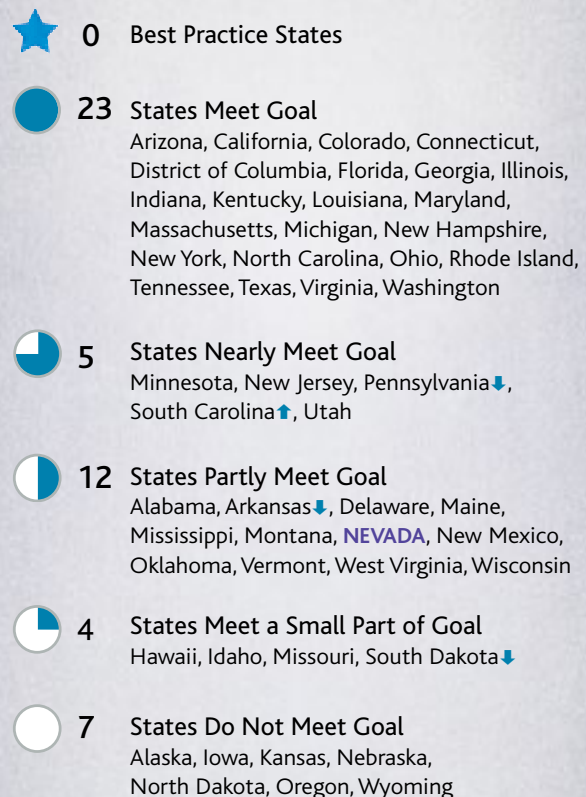 0 Best Practice States
23 States Meet Goal
Arizona, California, Colorado, Connecticut,
District of Columbia, Florida, Georgia, Illinois,
Indiana, Kentucky, Louisiana, Maryland,
Massachusetts, Michigan, New Hampshire,
New York, North Carolina, Ohio, Rhode Island,
Tennessee, Texas, Virginia, Washington
5 States Nearly Meet Goal
Minnesota, New Jersey, Pennsylvania⬇,
South Carolina⬆, Utah
12 States Partly Meet Goal
Alabama, Arkansas⬇, Delaware, Maine,
Mississippi, Montana, NEVADA, New Mexico,
Oklahoma, Vermont, West Virginia, Wisconsin
4 States Meet a Small Part of Goal
Hawaii, Idaho, Missouri, South Dakota⬇
7 States Do Not Meet Goal
Alaska, Iowa, Kansas, Nebraska,
North Dakota, Oregon, Wyoming